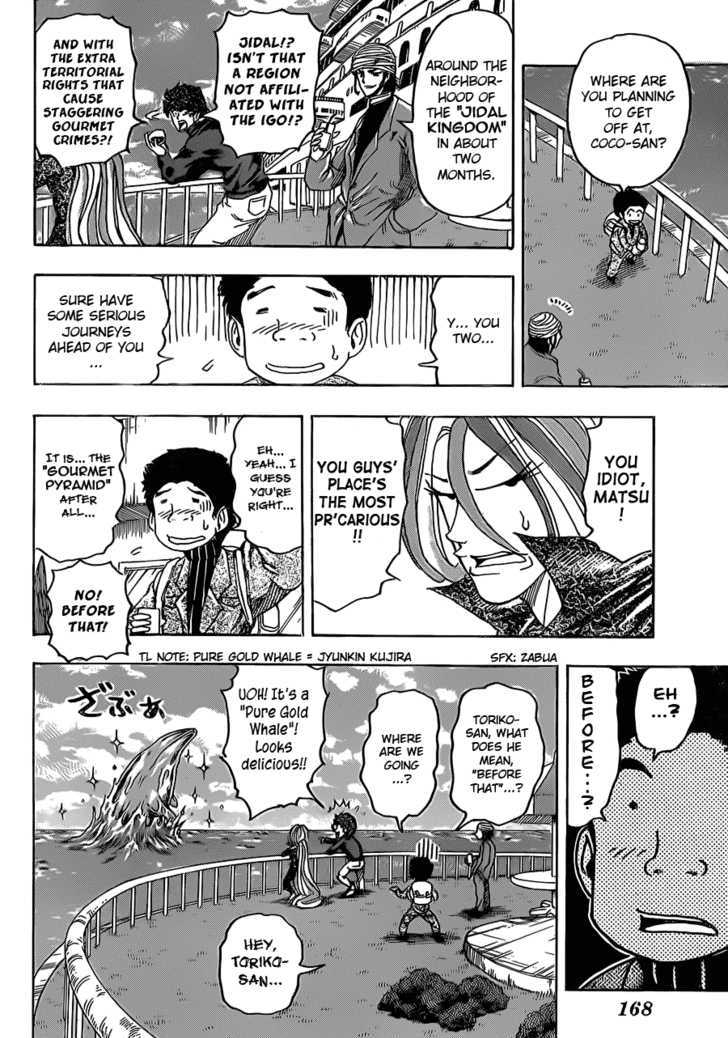 WHERE ARE
YOU PLANNING
TO GET
OFF AT,
COCO-SAN?
AROUND THE
NEIGHBOR-
HOOD OF
THE "JIDAL
KINGDOM"
IN ABOUT
TWO
MONTHS.
JIDAL!?
ISN'T THAT
A REGION
NOT AFFILI-
ATED WITH
THE IGO!?
AND WITH
THE EXTRA
TERRITORIAL
RIGHTS THAT
CAUSE
STAGGERING
GOURMET
CRIMES?!
Y... YOU
TWO...
SURE HAVE
SOME SERIOUS
JOURNEYS
AHEAD OF YOU
...
YOU
IDIOT,
MATSU
!
YOU GUYS'
PLACE'S
THE MOST
PR'CARIOUS
!!
EH...
YEAH... I
GUESS
YOU'RE
RIGHT...
IT IS... THE
"GOURMET
PYRAMID"
AFTER
ALL...
NO!
BEFORE
THAT!
TL NOTE: PURE GOLD WHALE = JYUNKIN KUJIRA
SFX: ZABUA
EH
...?
BEFORE...?
TORIKO-
SAN, WHAT
DOES HE
MEAN,
"BEFORE
THAT"...?
WHERE
ARE WE
GOING
...?
UOH! It's a
"Pure Gold
Whale"!
Looks
delicious!!
ざぶあ
HEY,
TORIKO-
SAN...
168